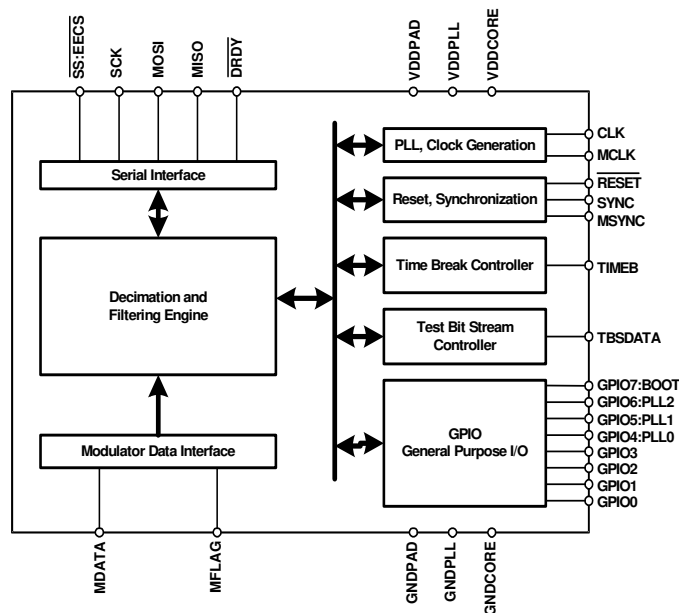 SS:EECS
SCK
MOSI
MISO
DRDY
VDDPAD
VDDPLL
VDDCORE
Serial Interface
Decimation and
Filtering Engine
Modulator Data Interface
PLL, Clock Generation
Reset, Synchronization
Time Break Controller
Test Bit Stream
Controller
GPIO
General Purpose I/O
CLK
MCLK
RESET
SYNC
MSYNC
TIMEB
TBSDATA
GPIO7:BOOT
GPIO6:PLL2
GPIO5:PLL1
GPIO4:PLL0
GPIO3
GPIO2
GPIO1
GPIO0
MDATA
MFLAG
GNDPAD
GNDPLL
GNDCORE